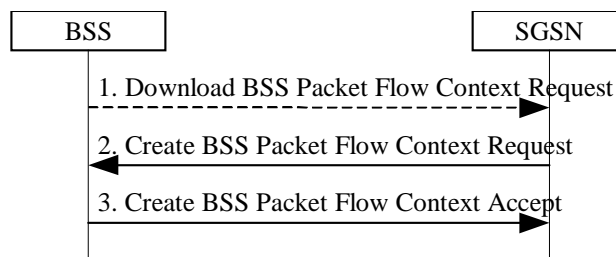 BSS
SGSN
1. Download BSS Packet Flow Context Request
2. Create BSS Packet Flow Context Request
3. Create BSS Packet Flow Context Accept